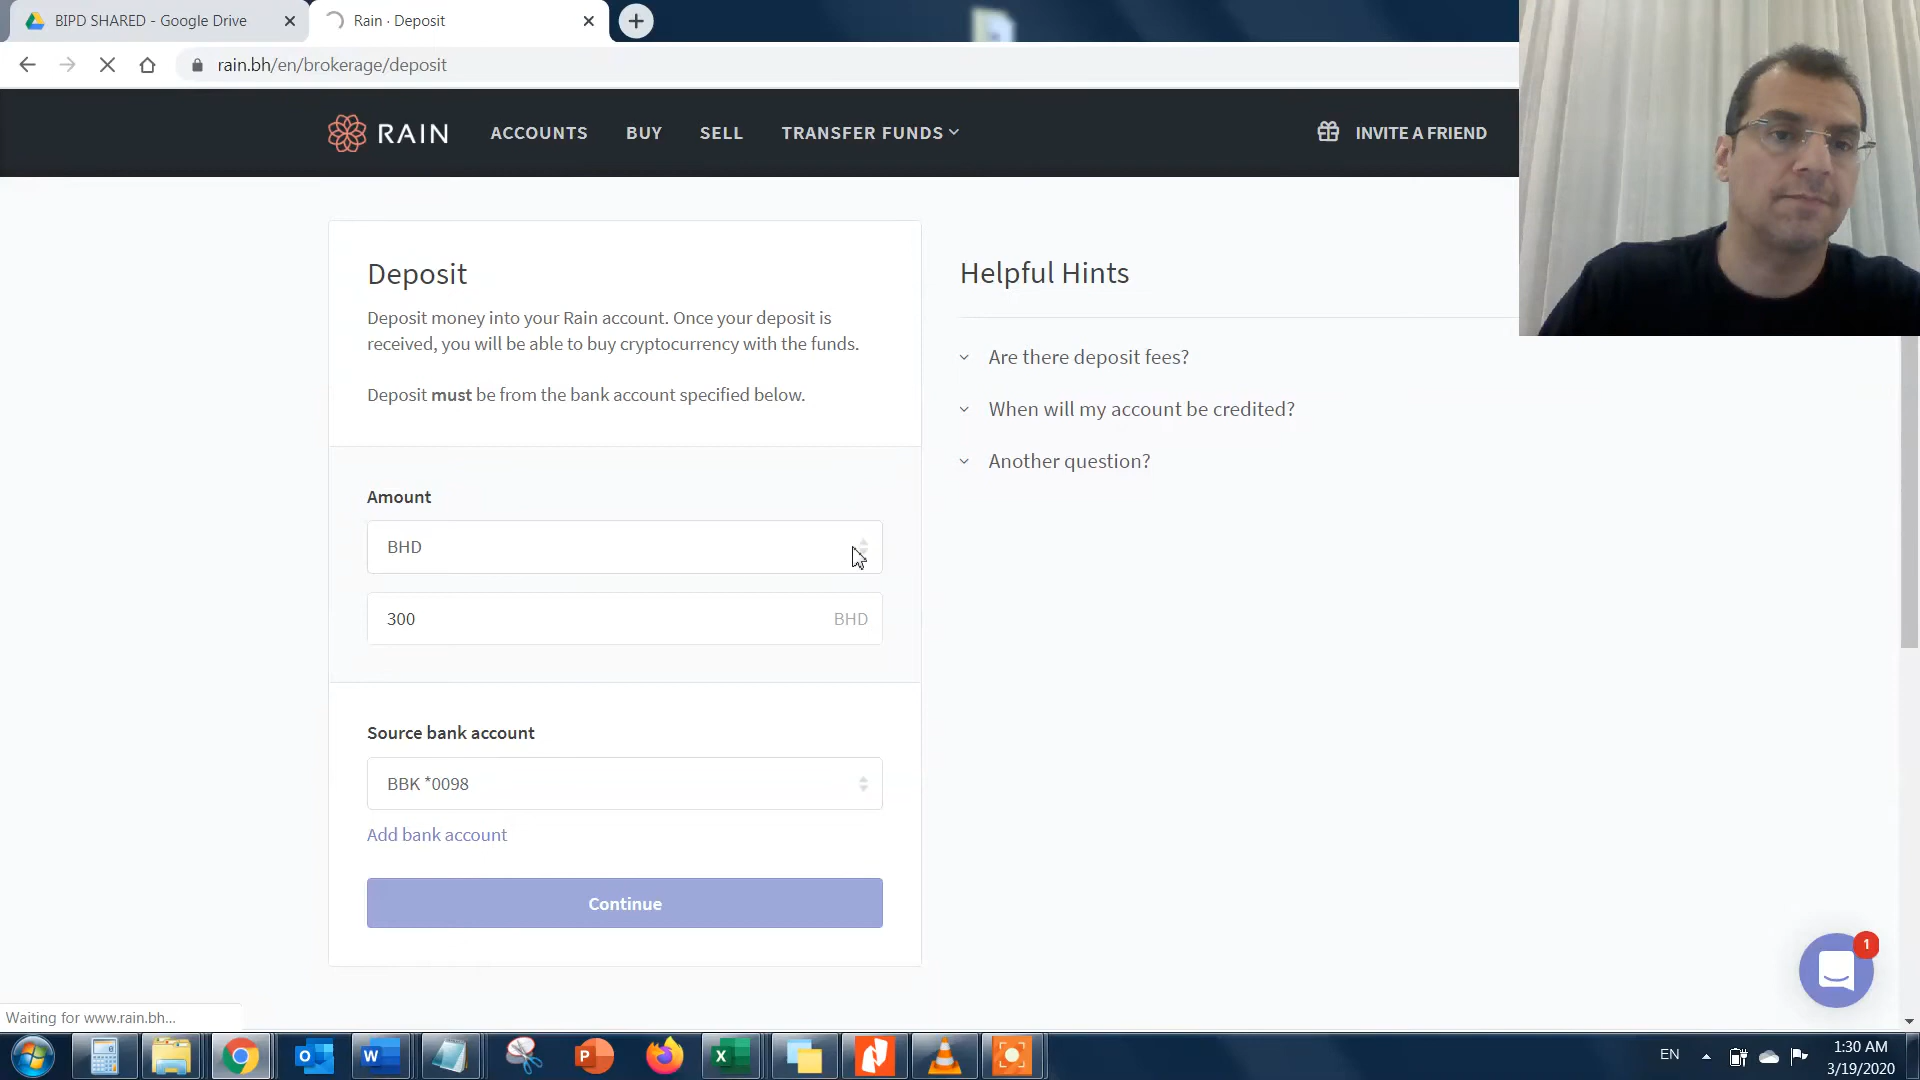 BIPD SHARED - Google Drive
Rain · Deposit
rain.bh/en/brokerage/deposit
RAIN
ACCOUNTS
BUY
SELL
TRANSFER FUNDS
INVITE A FRIEND
Deposit
Deposit money into your Rain account. Once your deposit is
received, you will be able to buy cryptocurrency with the funds.
Deposit must be from the bank account specified below.
Amount
BHD
300
BHD
Source bank account
BBK *0098
Add bank account
Continue
Helpful Hints
Are there deposit fees?
When will my account be credited?
Another question?
1
Waiting for www.rain.bh...
EN
1:30 AM
3/19/2020